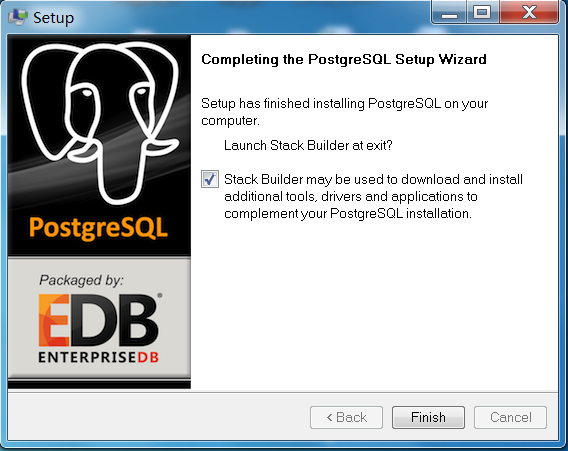 Setup
Completing the PostgreSQL Setup Wizard
Setup has finished installing PostgreSQL on your
computer.
Launch Stack Builder at exit?
Stack Builder may be used to download and install
additional tools, drivers and applications to
complement your PostgreSQL installation.
PostgreSQL
Packaged by:
EDB®
ENTERPRISEDB
< Back
Finish
Cancel